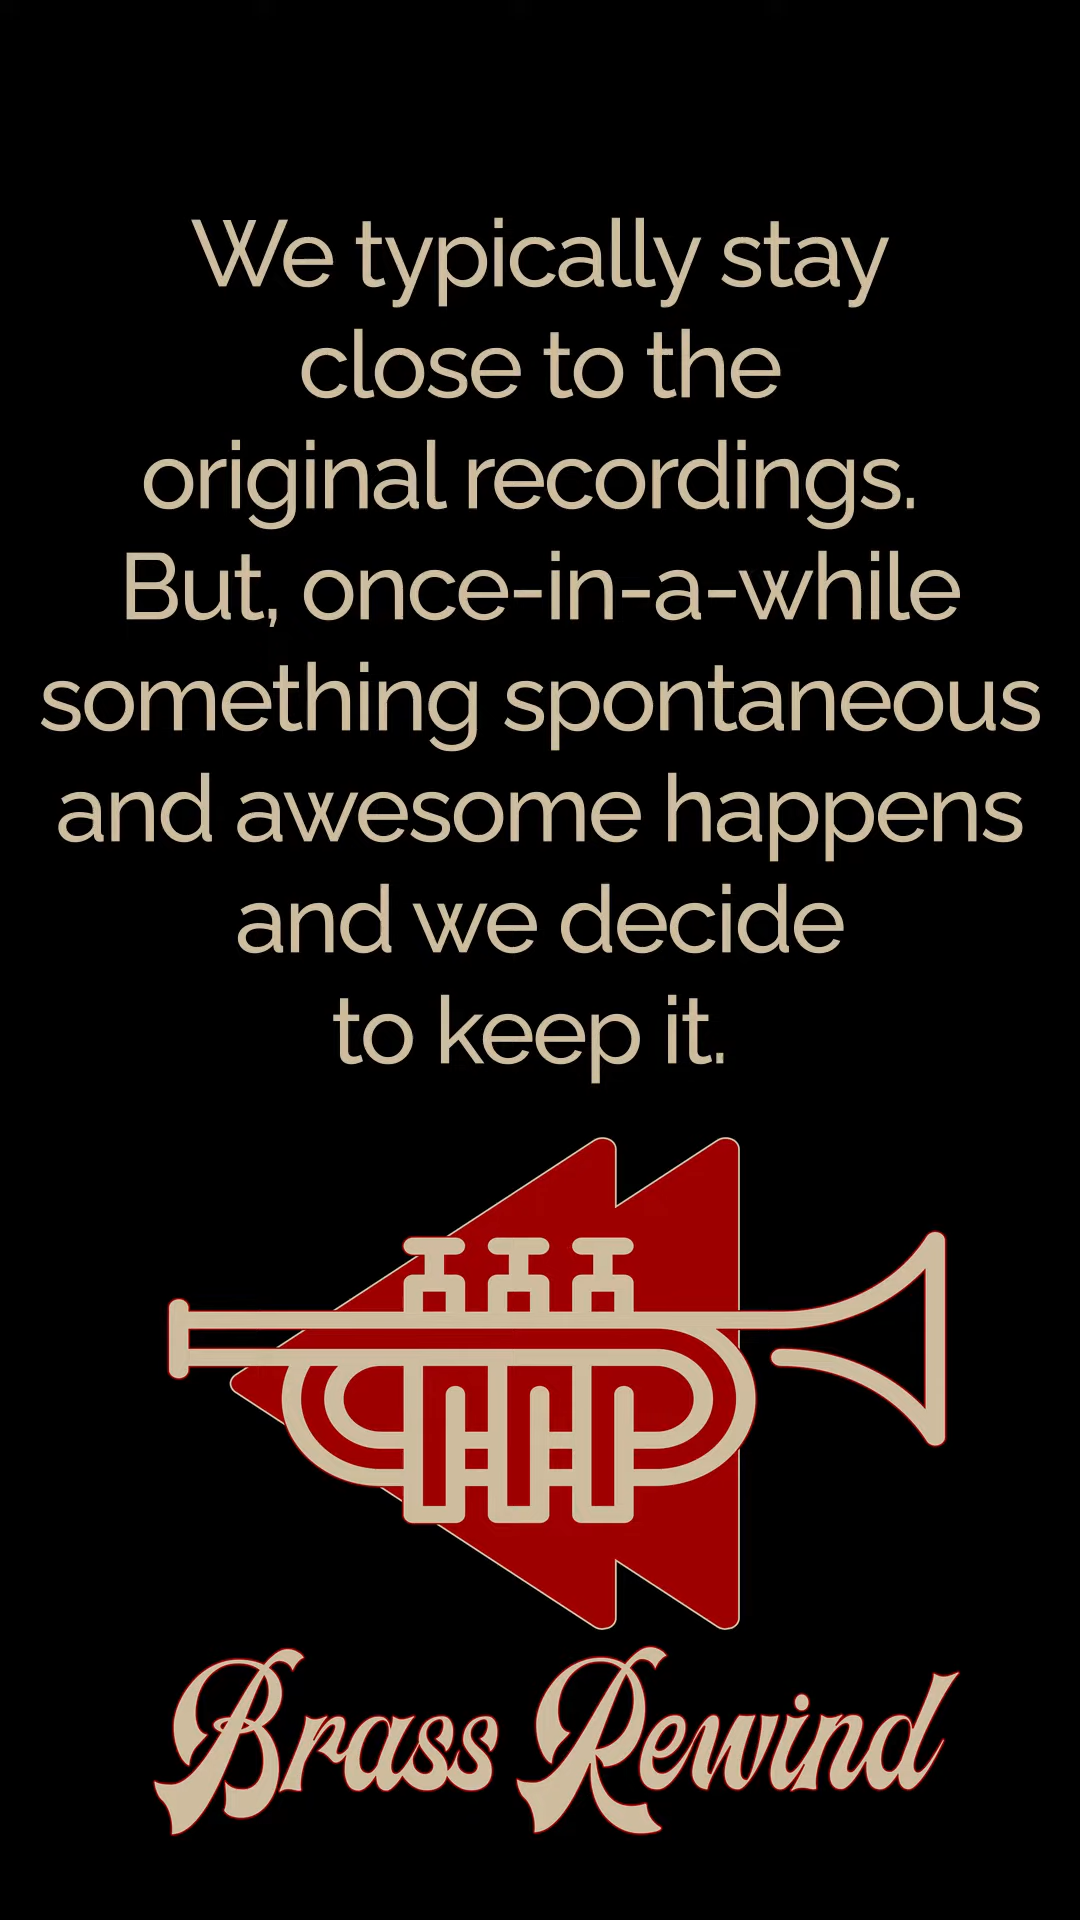 We typically stay
close to the
original recordings.
But, once-in-a-while
something spontaneous
and awesome happens
and we decide
to keep it.
Brass Rewind